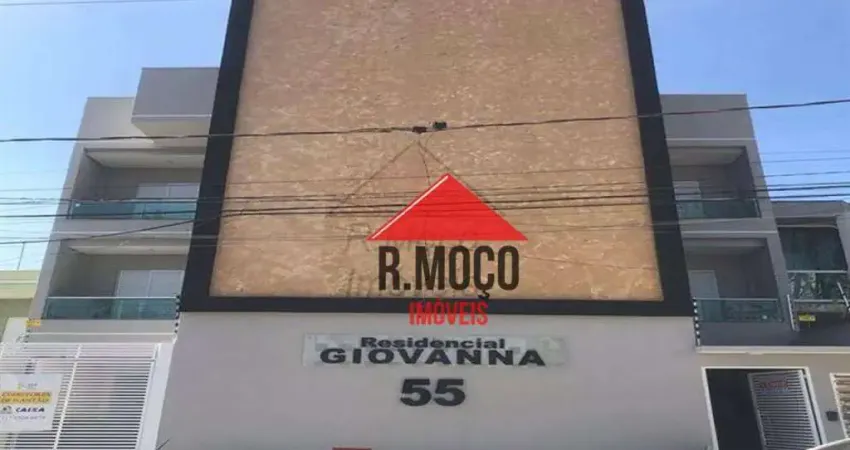 R.MOÇO
IMÓVEIS
Residencial
GIOVANNA
55
CAIXA